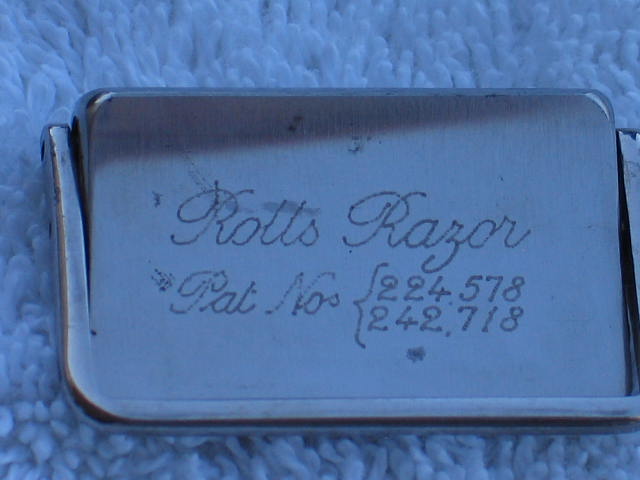 Rolls Razor
Pat Nos { 224.578
242.718